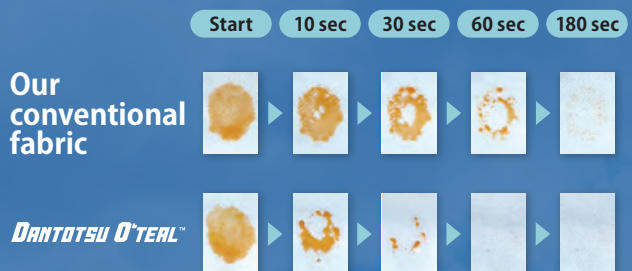 Start 10 sec 30 sec 60 sec 180 sec
Our
conventional
fabric
DANTOTSU O'TEAL™